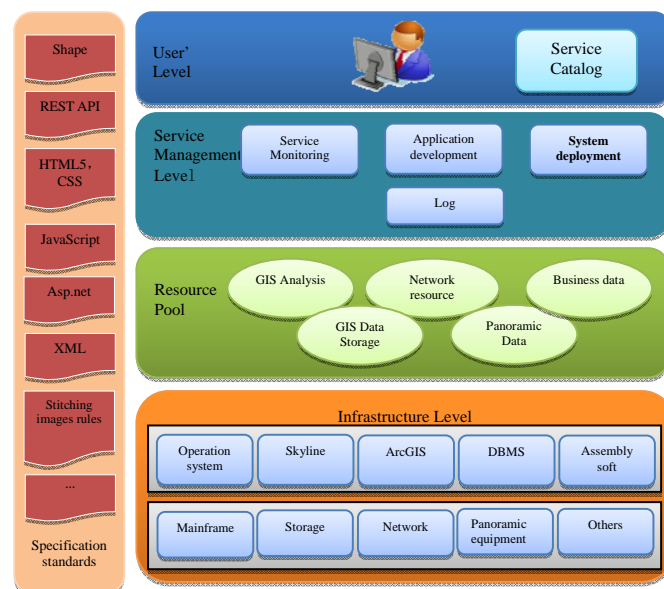 Shape
REST API
HTML5，
CSS
JavaScript
Asp.net
XML
Stitching
images rules
...
Specification
standards
User'
Level
Service
Catalog
Service
Management
Level
Service
Monitoring
Application
development
System
deployment
Log
Resource
Pool
GIS Analysis
Network
resource
Business data
GIS Data
Storage
Panoramic
Data
Infrastructure Level
Operation
system
Skyline
ArcGIS
DBMS
Assembly
soft
Mainframe
Storage
Network
Panoramic
equipment
Others